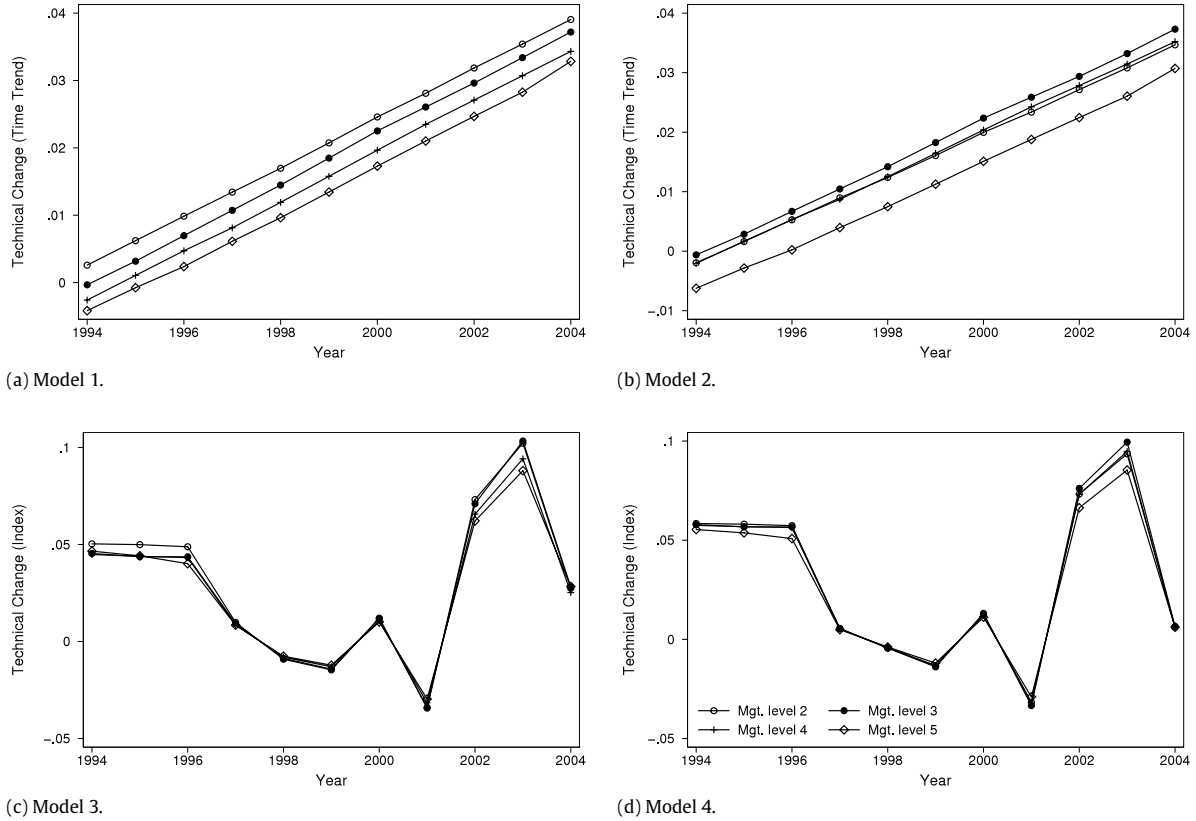 Technical Change (Time Trend)
.04
.03
.02
.01
0
1994 1996 1998 2000 2002 2004
Year
(a) Model 1.
Technical Change (Time Trend)
.04
.03
.02
.01
0
-.01
1994 1996 1998 2000 2002 2004
Year
(b) Model 2.
Technical Change (Index)
.1
.05
0
-.05
1994 1996 1998 2000 2002 2004
Year
(c) Model 3.
Technical Change (Index)
.1
.05
0
-.05
Mgt. level 2 Mgt. level 3
Mgt. level 4 Mgt. level 5
1994 1996 1998 2000 2002 2004
Year
(d) Model 4.